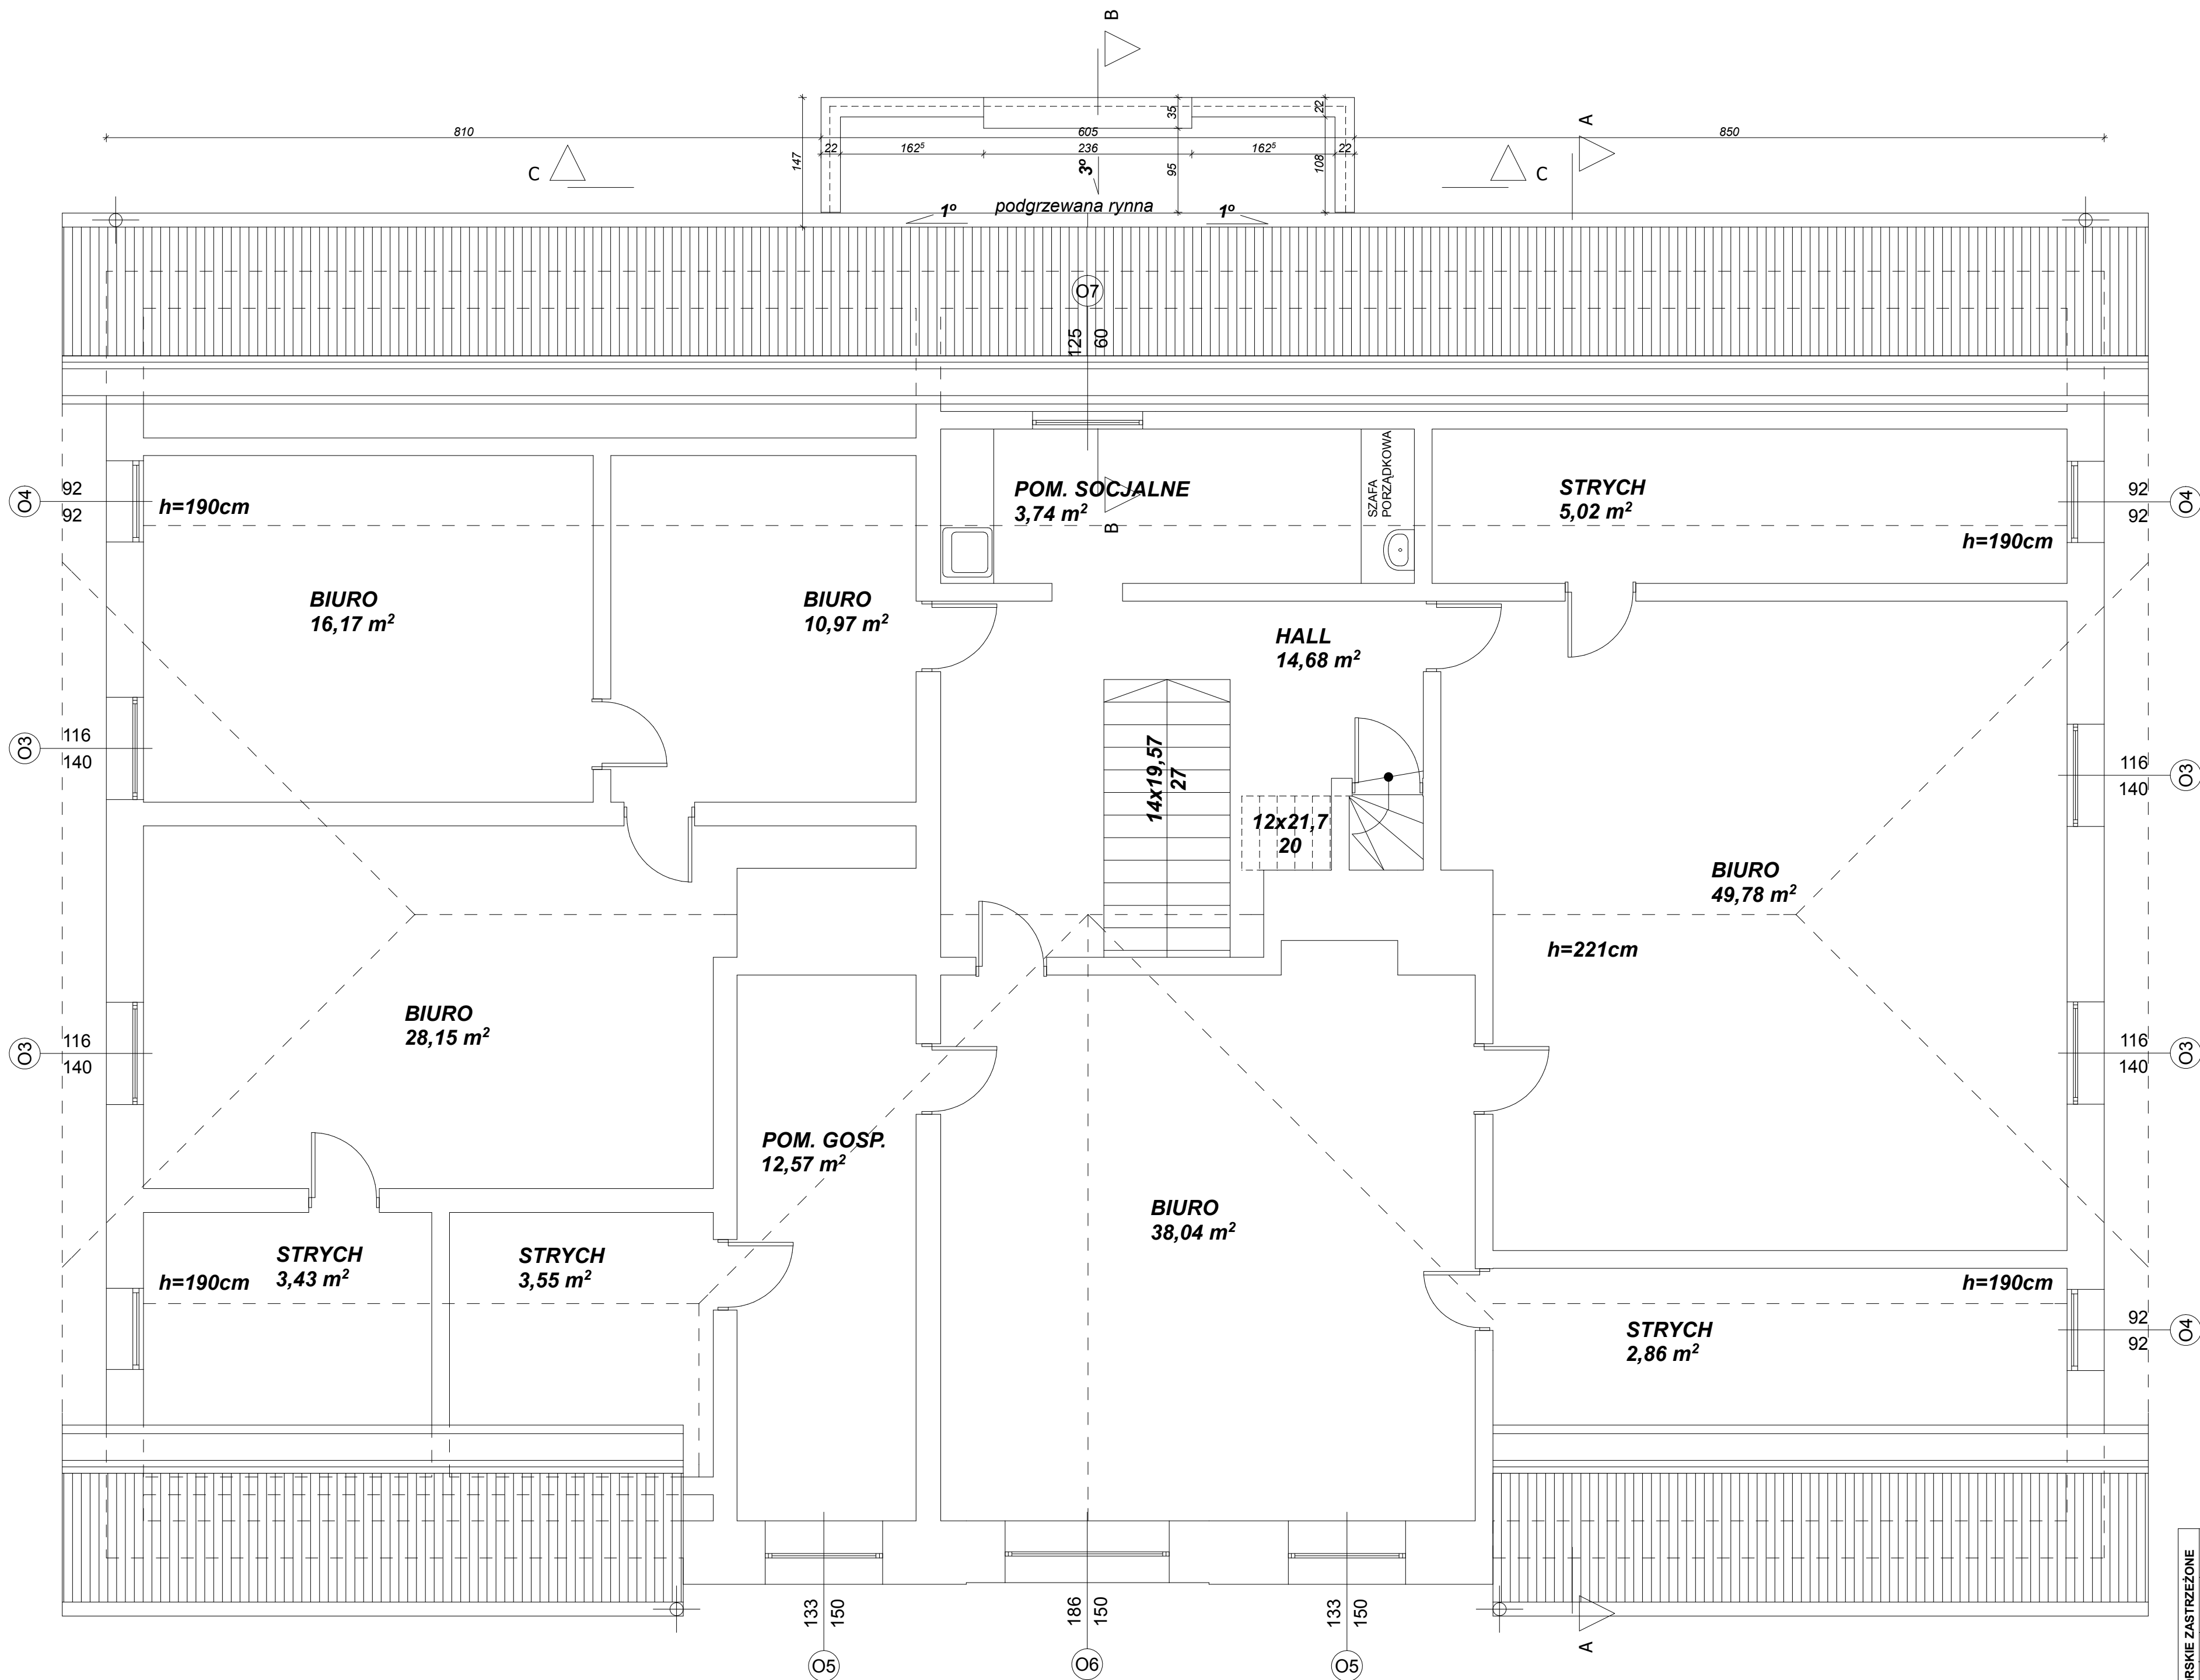 B
35
22
A
810
605
850
147
22
162⁵
236
162⁵
22
C
3º
95
108
C
1º
podgrzewana rynna
1º
O7
125
60
O4
92
92
h=190cm
POM. SOCJALNE
3,74 m²
B
SZAFA
PORZĄDKOWA
STRYCH
5,02 m²
h=190cm
92
92
O4
BIURO
16,17 m²
BIURO
10,97 m²
HALL
14,68 m²
O3
116
140
14x19,57
27
12x21,7
20
116
140
O3
BIURO
49,78 m²
h=221cm
BIURO
28,15 m²
O3
116
140
116
140
O3
POM. GOSP.
12,57 m²
BIURO
38,04 m²
STRYCH
3,43 m²
h=190cm
STRYCH
3,55 m²
h=190cm
STRYCH
2,86 m²
92
92
O4
133
150
O5
186
150
O6
133
150
O5
A
RSKIE ZASTRZEŻONE